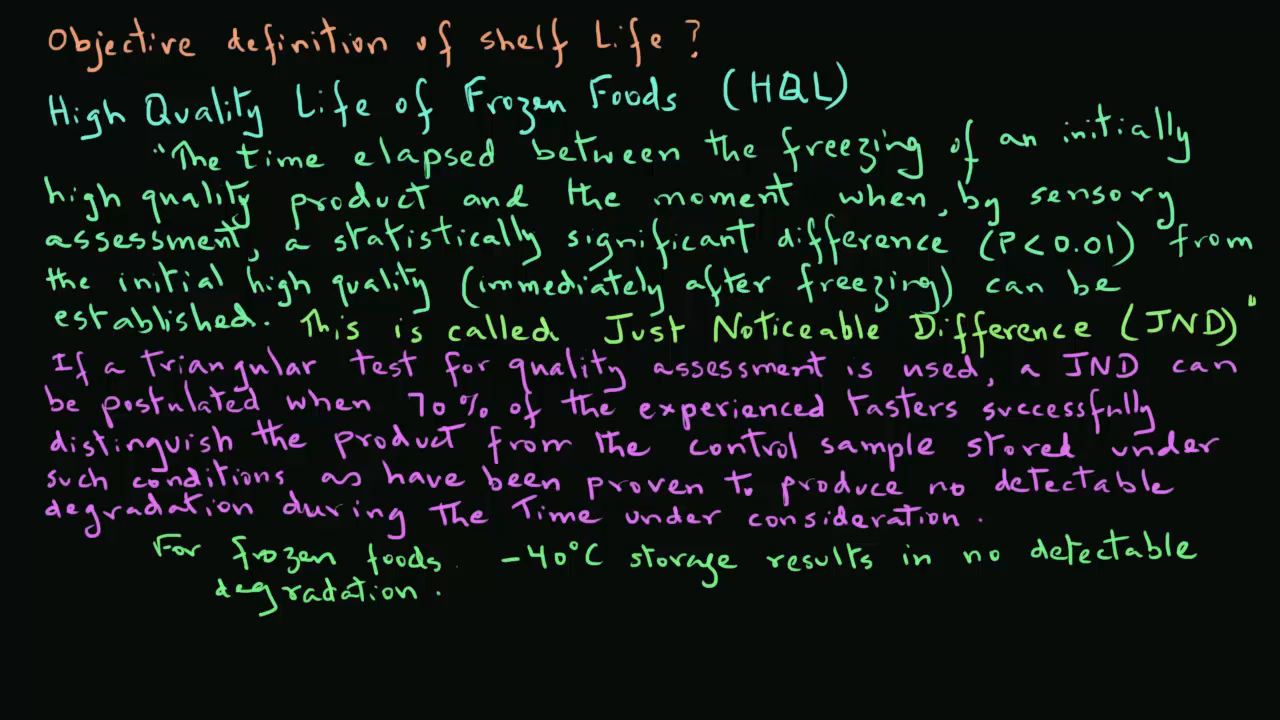 Objective definition of shelf Life ?
High Quality Life of Frozen Foods (HQL)
"The time elapsed between the freezing of an initially
high quality product and the moment when, by sensory
assessment, a statistically significant difference (P<0.01) from
the initial high quality (immediately after freezing) can be
established. This is called Just Noticeable Difference (JND)"
If a Triangular test for quality assessment is used, a JND can
be postulated when 70% of the experienced tasters successfully
distinguish the product from the control sample stored under
such conditions as have been proven to produce no detectable
degradation during the Time under consideration.
For frozen foods -40°C storage results in no detectable
degradation.